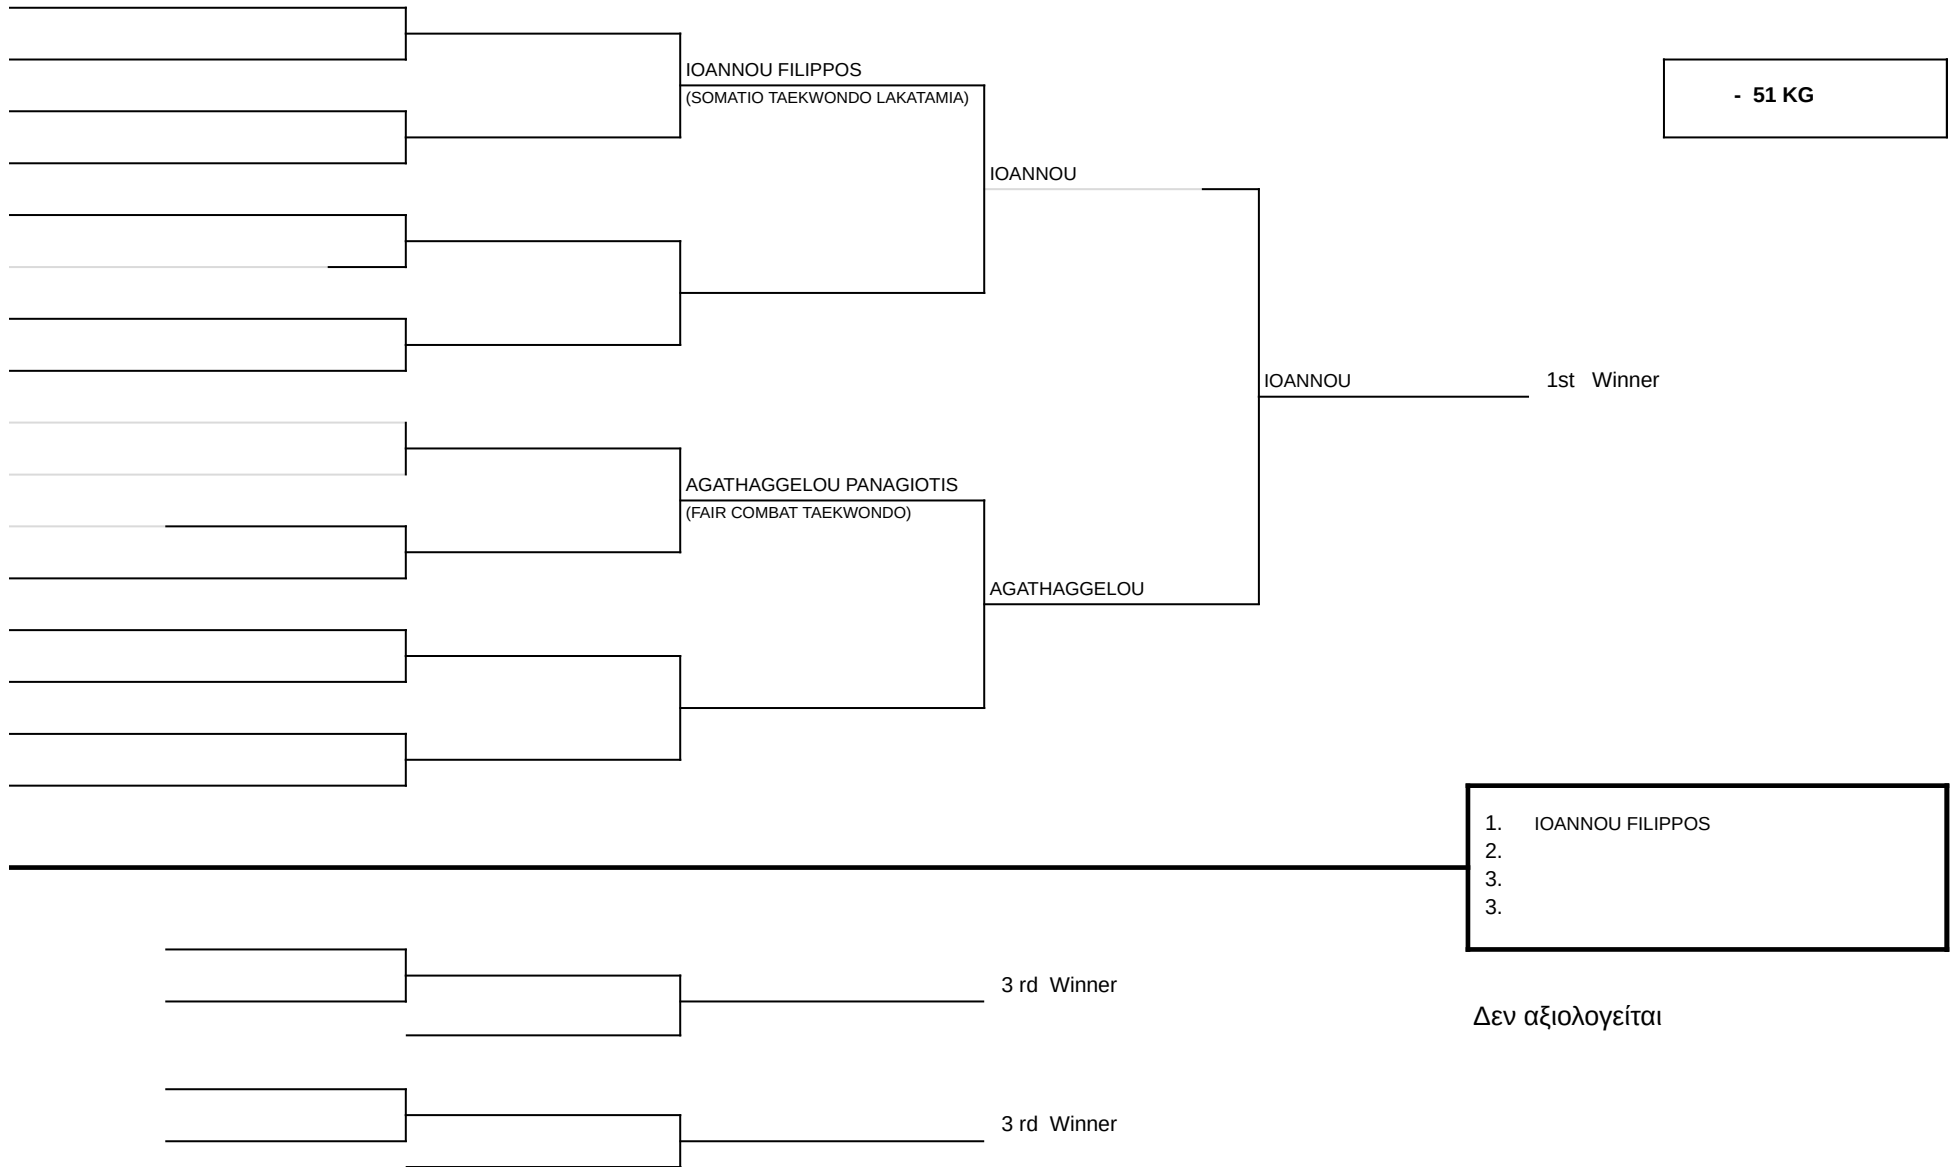 IOANNOU FILIPPOS
(SOMATIO TAEKWONDO LAKATAMIA)
- 51 KG
IOANNOU
IOANNOU
1st Winner
AGATHAGGELOU PANAGIOTIS
(FAIR COMBAT TAEKWONDO)
AGATHAGGELOU
1. IOANNOU FILIPPOS
2.
3.
3.
3 rd Winner
Δεν αξιολογείται
3 rd Winner